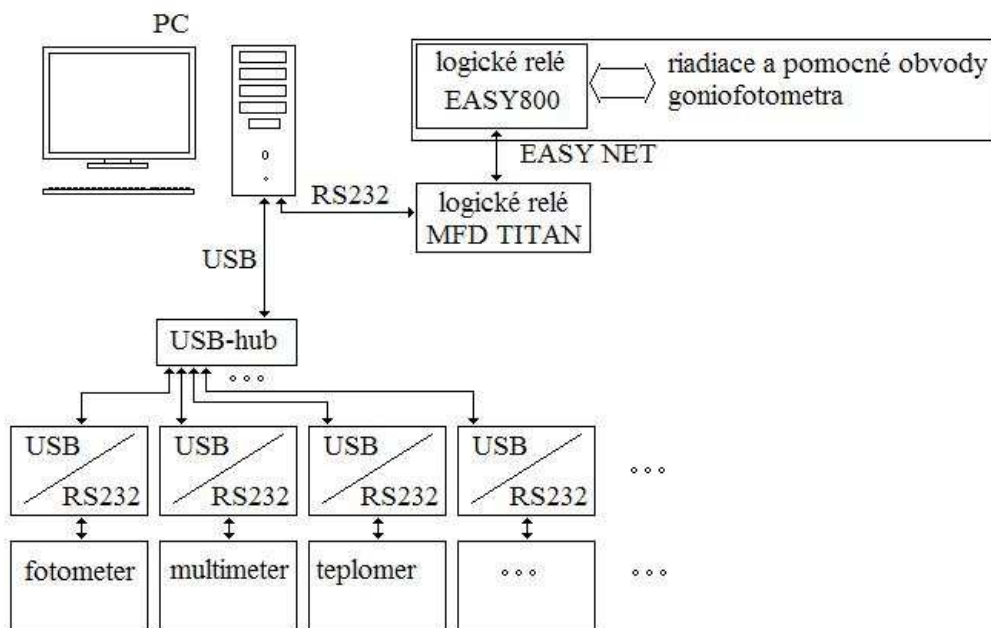 PC
logické relé
EASY800
riadiace a pomocné obvody
goniofotometra
EASY NET
RS232
logické relé
MFD TITAN
USB
USB-hub
USB
RS232
USB
RS232
USB
RS232
USB
RS232
fotometer
multimeter
teplomer